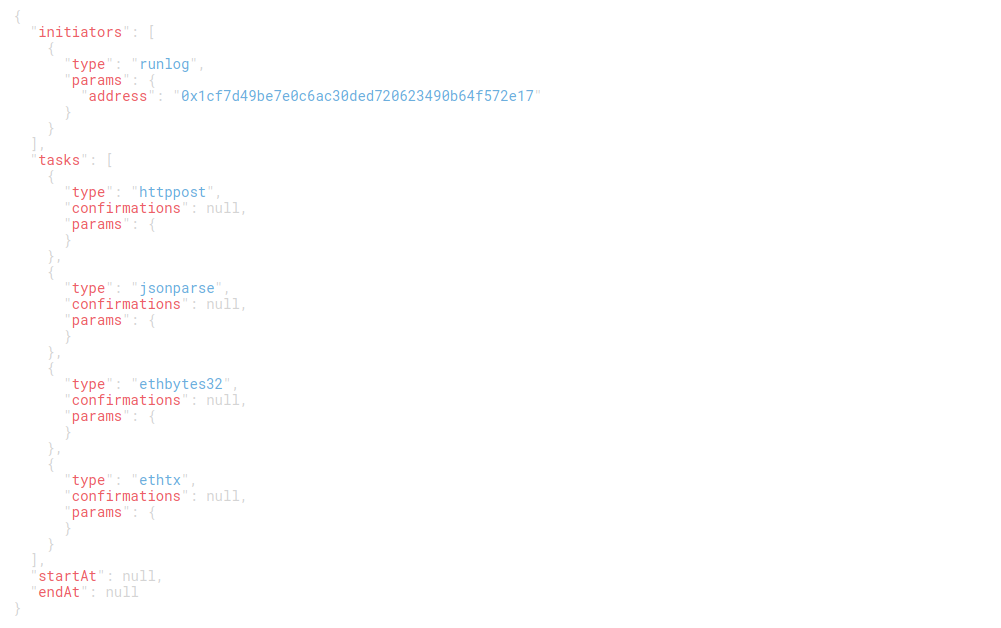 {
  "initiators": [
    {
      "type": "runlog",
      "params": {
        "address": "0x1cf7d49be7e0c6ac30ded720623490b64f572e17"
      }
    }
  ],
  "tasks": [
    {
      "type": "httppost",
      "confirmations": null,
      "params": {
      }
    },
    {
      "type": "jsonparse",
      "confirmations": null,
      "params": {
      }
    },
    {
      "type": "ethbytes32",
      "confirmations": null,
      "params": {
      }
    },
    {
      "type": "ethtx",
      "confirmations": null,
      "params": {
      }
    }
  ],
  "startAt": null,
  "endAt": null
}